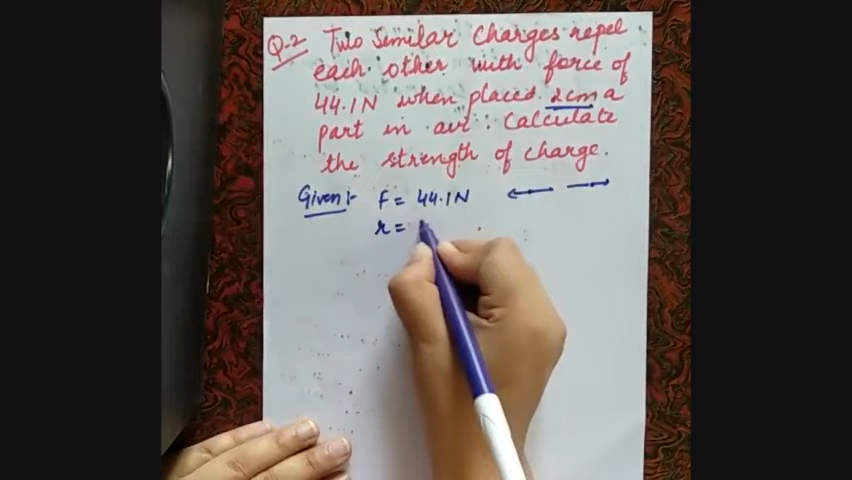 Q.2 Two Similar Charges repel
each other with force of
44.1N when placed 2cm a
part in air. Calculate
the strength of charge.
Given:- F = 44.1N
r =